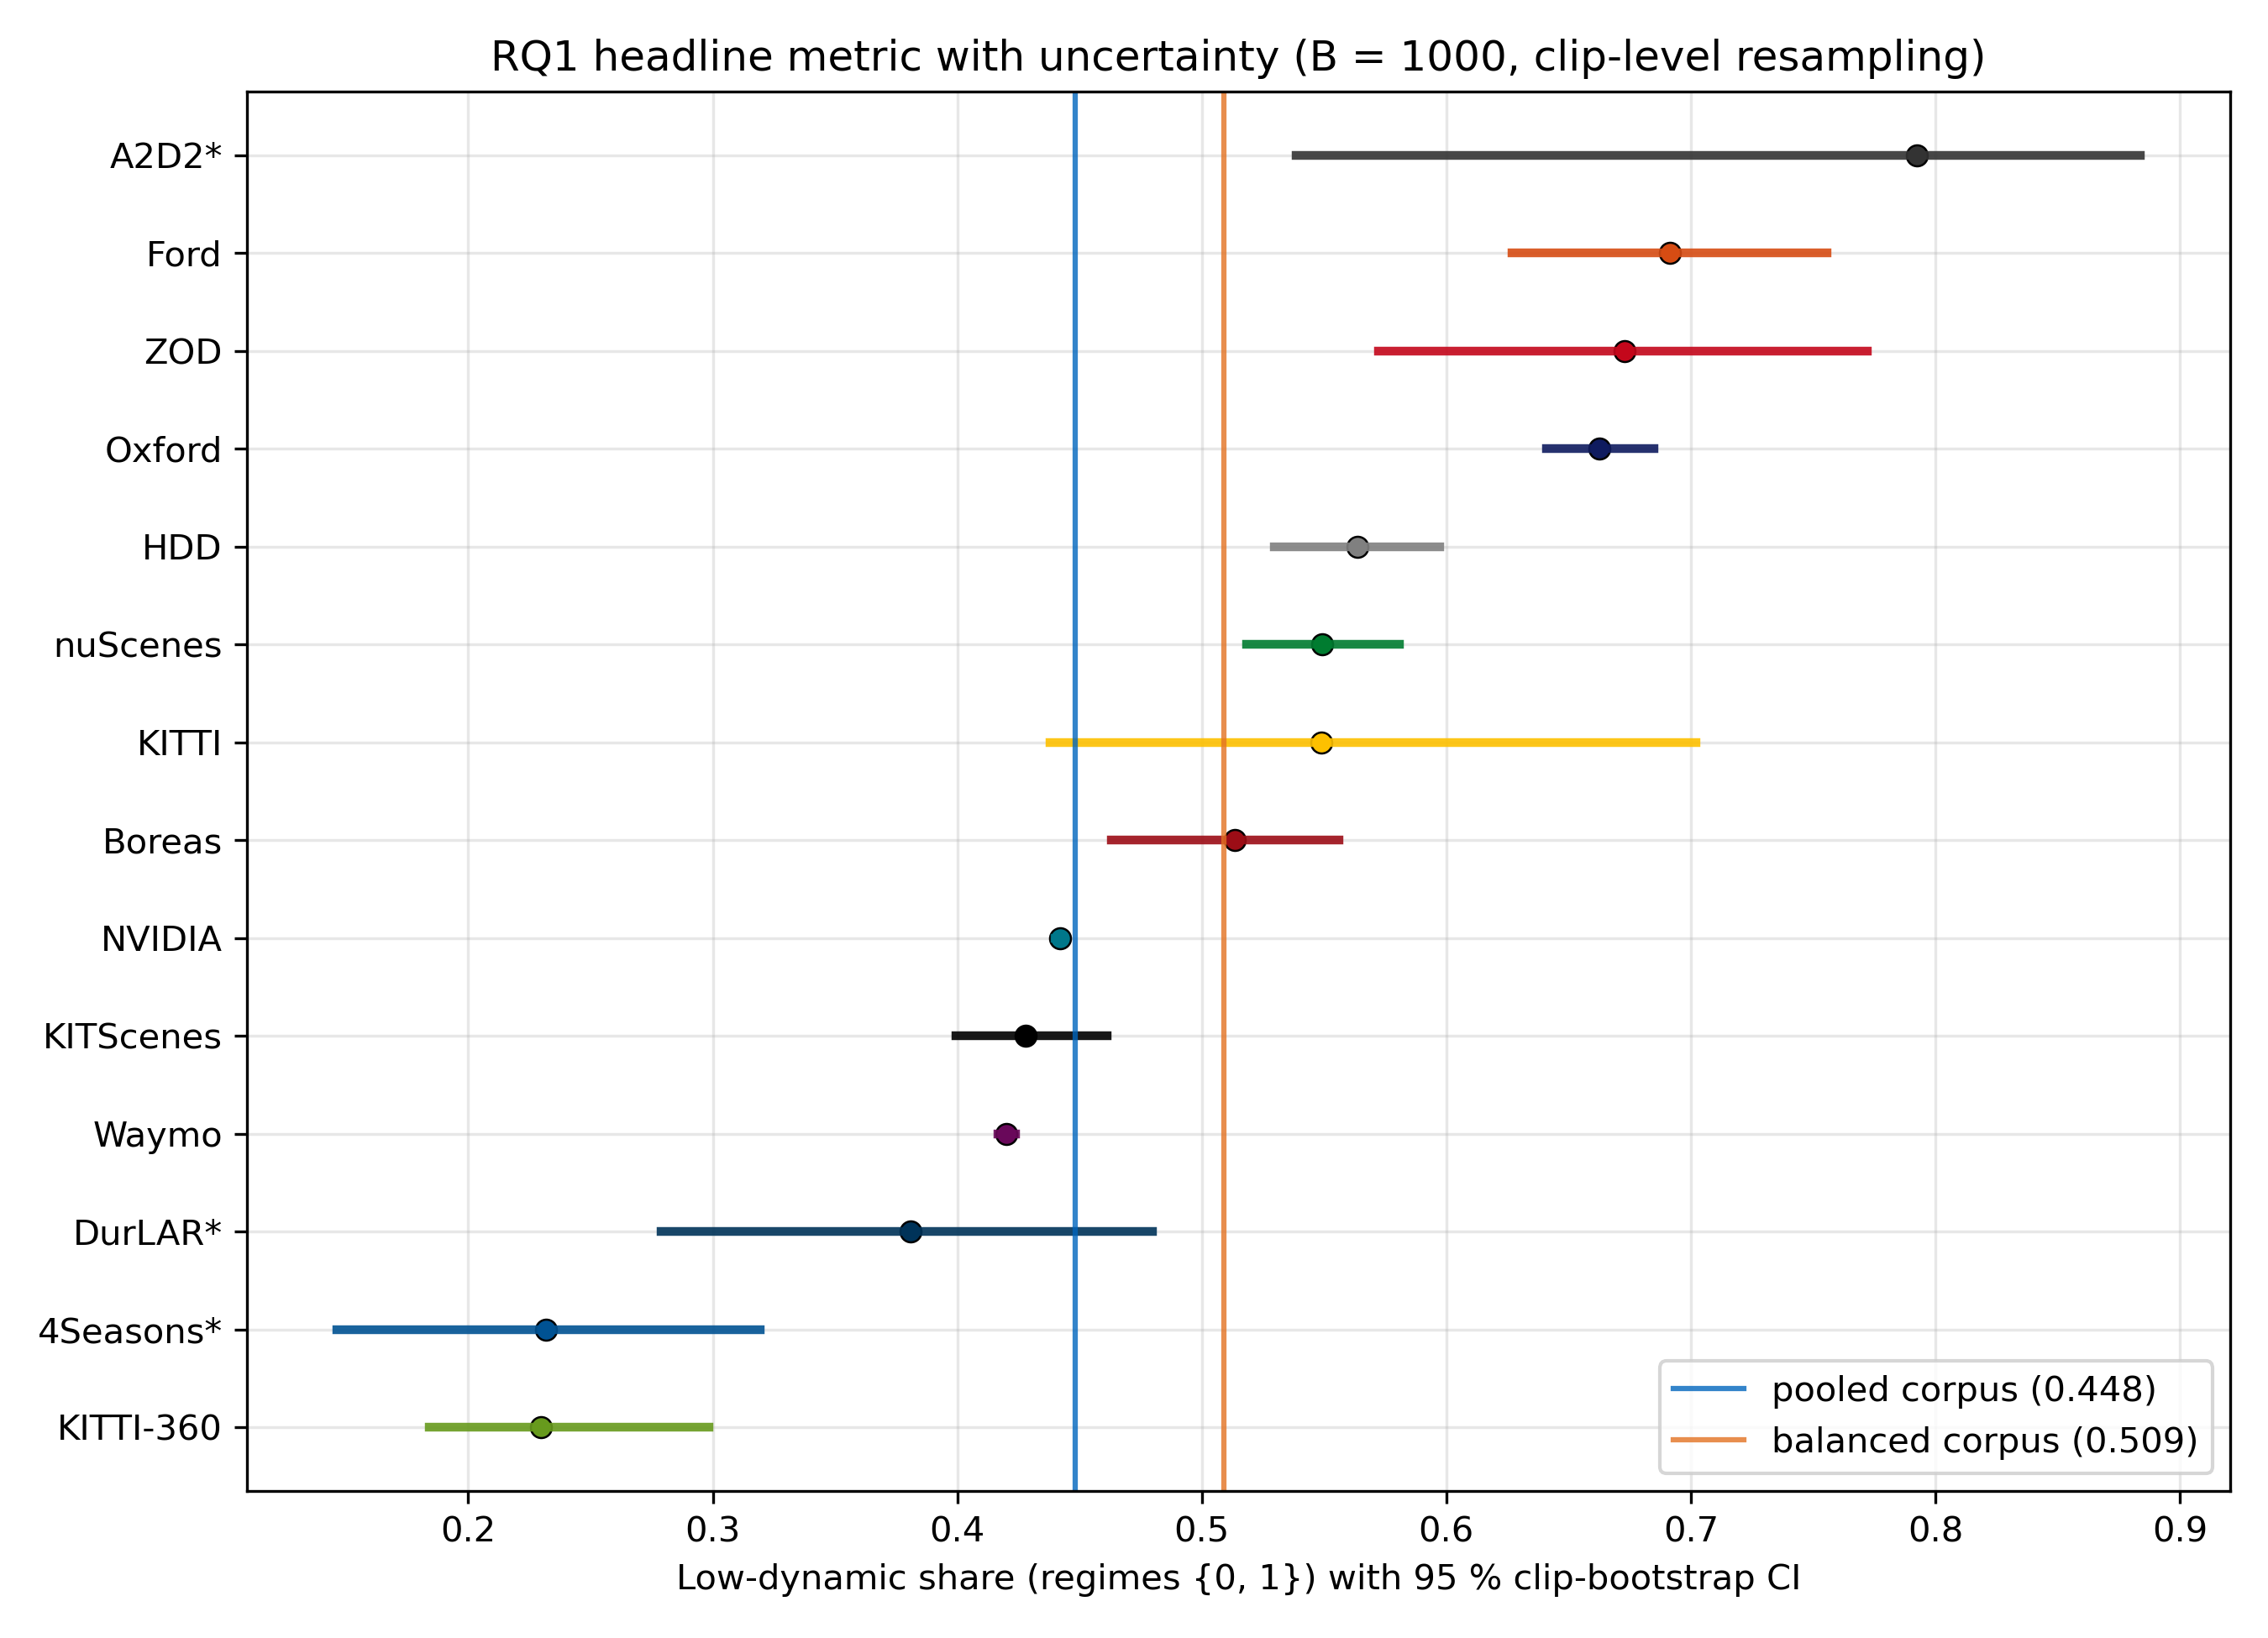 RQ1 headline metric with uncertainty (B = 1000, clip-level resampling)
A2D2*
Ford
ZOD
Oxford
HDD
nuScenes
KITTI
Boreas
NVIDIA
KITScenes
Waymo
DurLAR*
4Seasons*
KITTI-360
pooled corpus (0.448)
balanced corpus (0.509)
0.2 0.3 0.4 0.5 0.6 0.7 0.8 0.9
Low-dynamic share (regimes {0, 1}) with 95 % clip-bootstrap CI